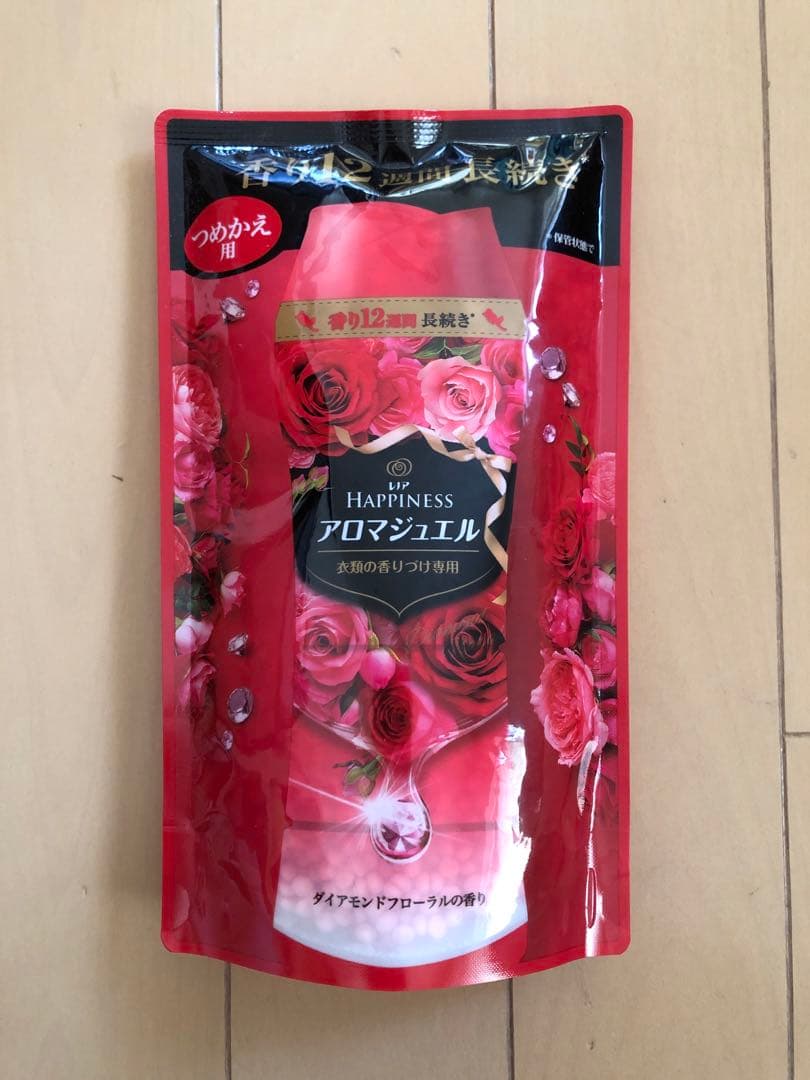 香り12週間 長続き*
つめかえ
用
*保管状態で
香り12週間 長続き*
レノア
HAPPINESS
アロマジュエル
衣類の香りづけ専用
ダイアモンドフローラルの香り